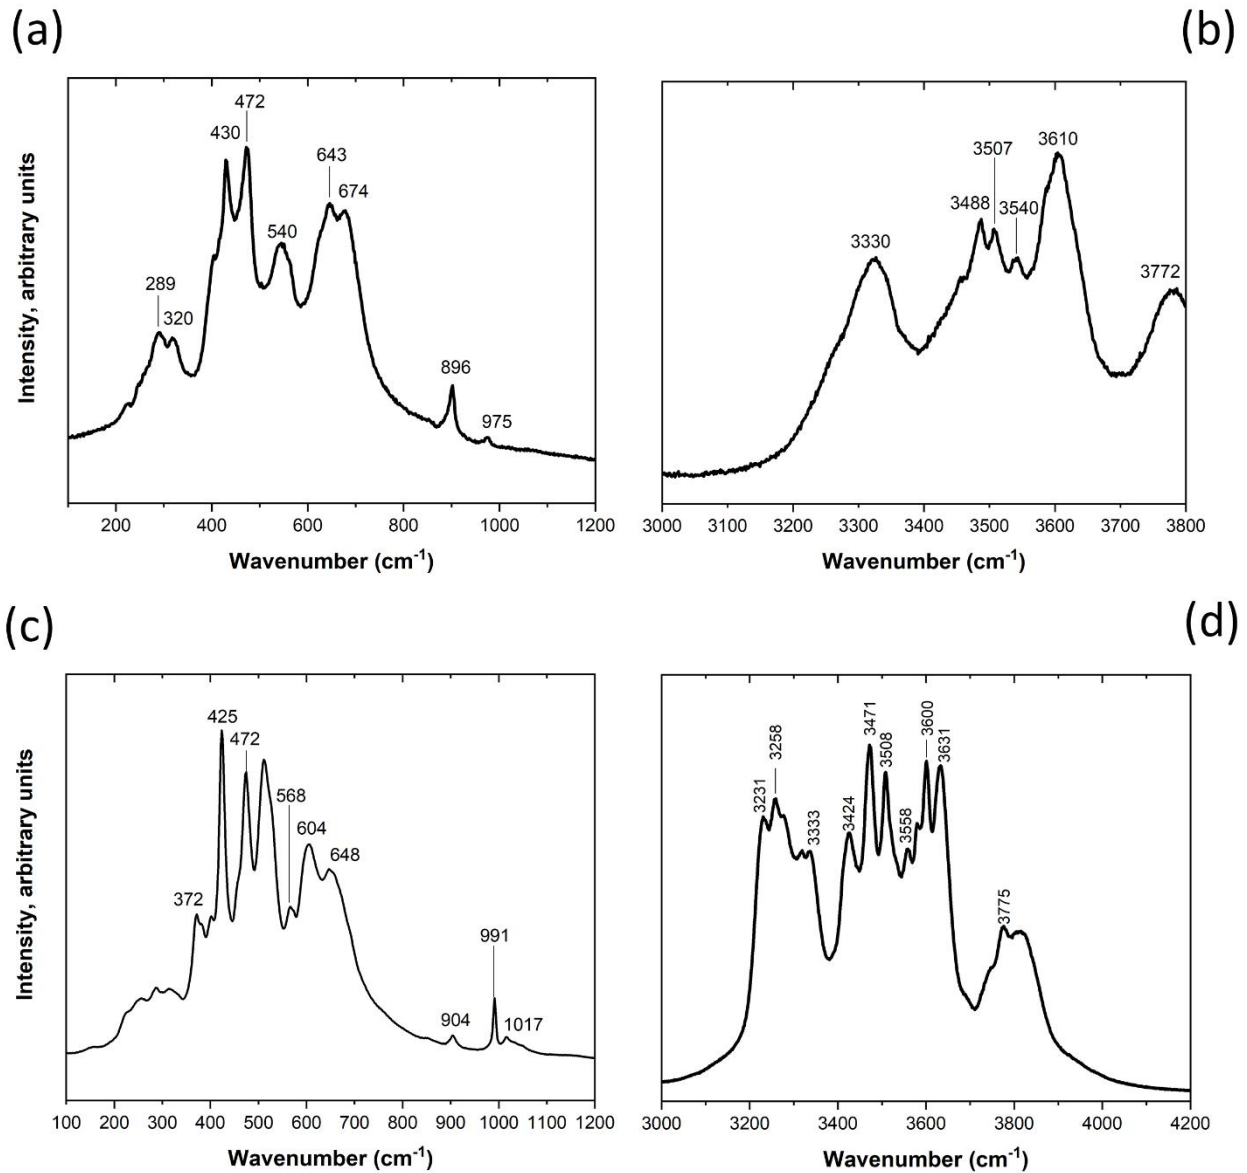 (a)
(b)
472
430
643
674
540
289
320
896
975
Intensity, arbitrary units
200 400 600 800 1000 1200
Wavenumber (cm-1)
3610
3507
3488
3540
3330
3772
3000 3100 3200 3300 3400 3500 3600 3700 3800
Wavenumber (cm-1)
(c)
(d)
425
472
568
604
648
372
991
904
1017
Intensity, arbitrary units
100 200 300 400 500 600 700 800 900 1000 1200
Wavenumber (cm-1)
3231
3258
3333
3424
3471
3508
3558
3600
3631
3775
3000 3200 3400 3600 3800 4000 4200
Wavenumber (cm-1)